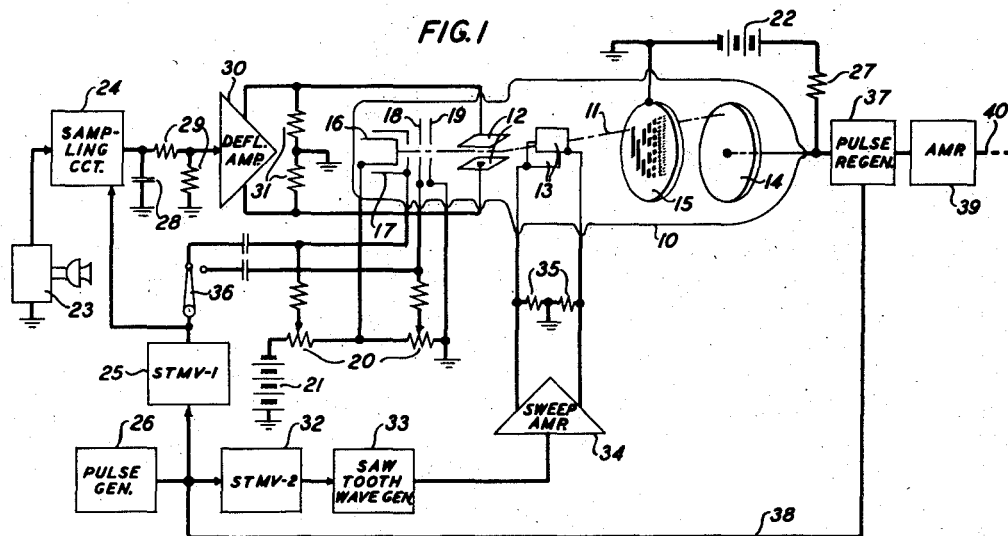 FIG. 1
22
24
30
18
19
12
11
27
37
16
29
SAMP-
LING
CCT.
DEFL.
AMP.
31
13
14
15
PULSE
REGEN.
AMR
40
28
17
10
39
23
36
35
20
21
25
STMV-1
SWEEP
AMR
34
26
32
33
PULSE
GEN.
STMV-2
SAW
TOOTH
WAVE GEN.
38